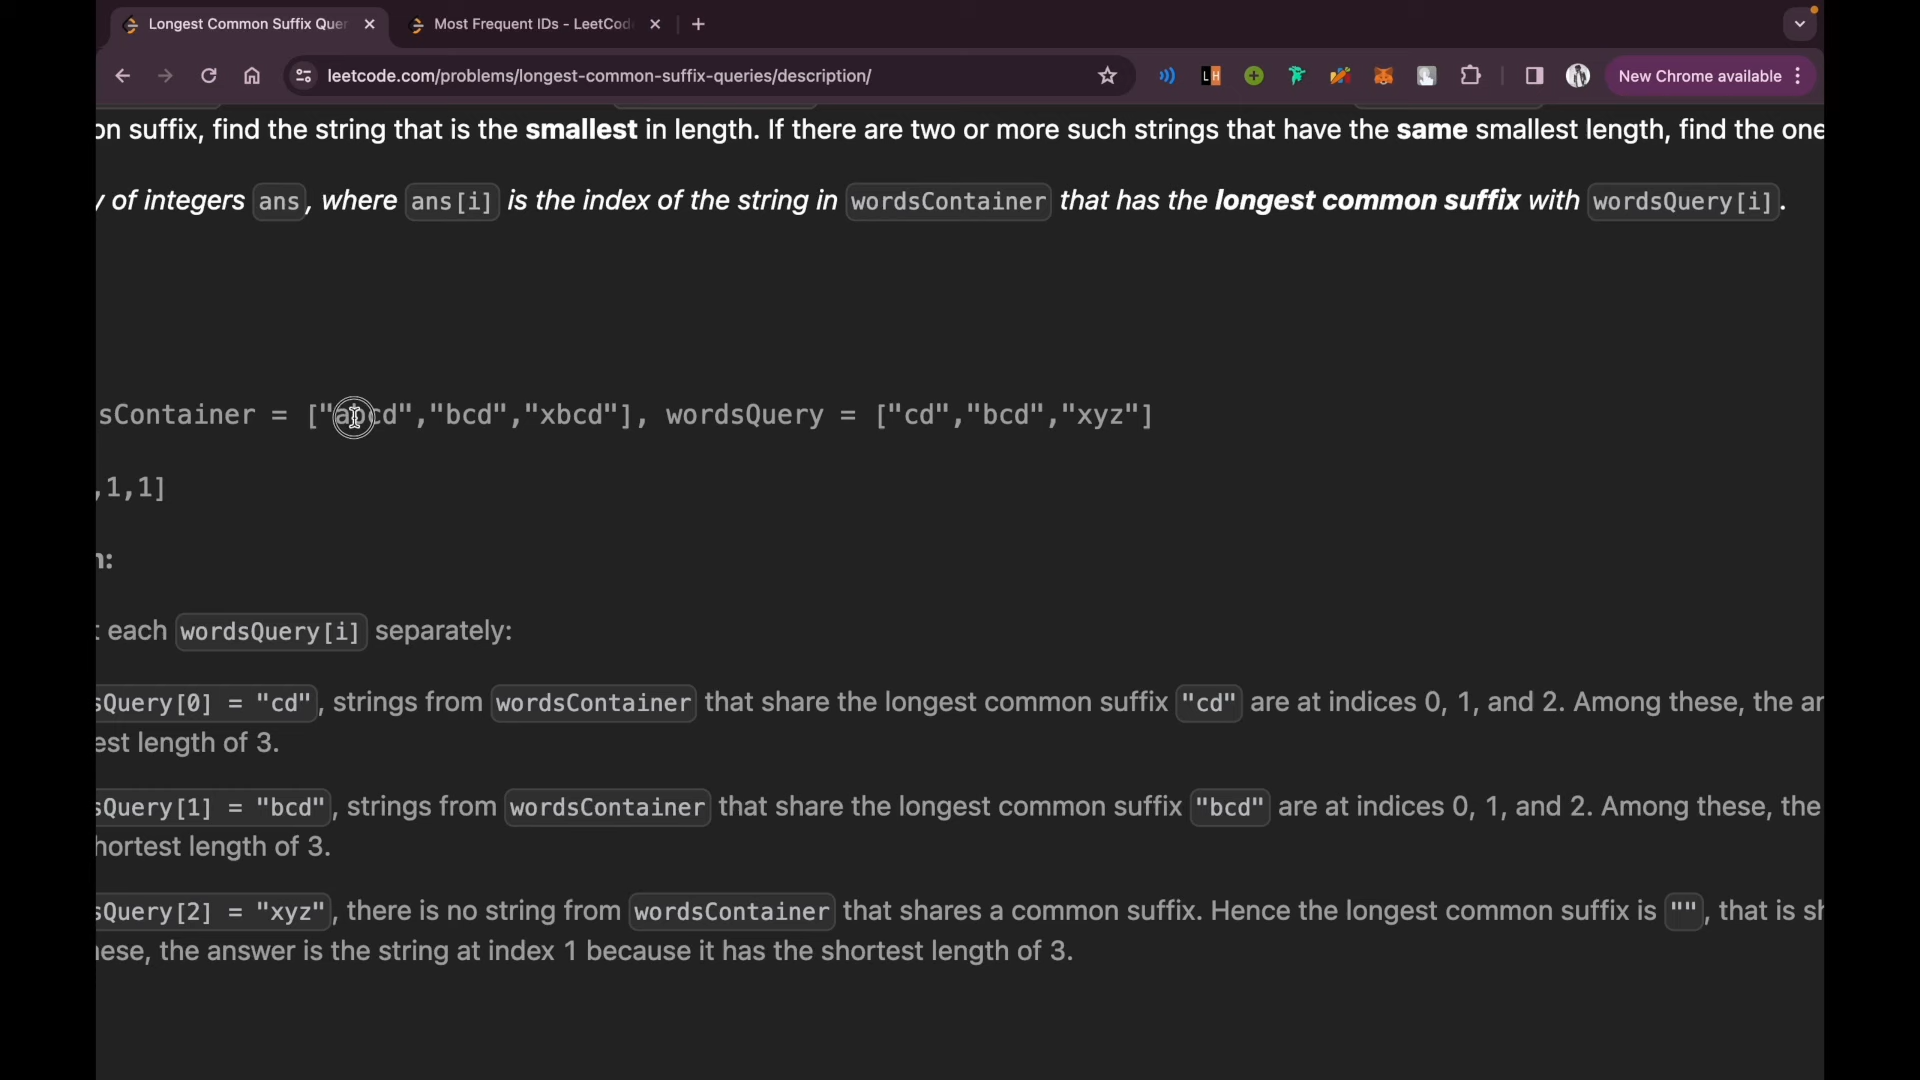 Longest Common Suffix Que
Most Frequent IDs - LeetCod
leetcode.com/problems/longest-common-suffix-queries/description/
LH
New Chrome available
on suffix, find the string that is the smallest in length. If there are two or more such strings that have the same smallest length, find the one
y of integers ans, where ans[i] is the index of the string in wordsContainer that has the longest common suffix with wordsQuery[i].
sContainer = ["abcd","bcd","xbcd"], wordsQuery = ["cd","bcd","xyz"]
,1,1]
n:
t each wordsQuery[i] separately:
sQuery[0] = "cd", strings from wordsContainer that share the longest common suffix "cd" are at indices 0, 1, and 2. Among these, the an
est length of 3.
sQuery[1] = "bcd", strings from wordsContainer that share the longest common suffix "bcd" are at indices 0, 1, and 2. Among these, the
hortest length of 3.
sQuery[2] = "xyz", there is no string from wordsContainer that shares a common suffix. Hence the longest common suffix is "", that is sh
hese, the answer is the string at index 1 because it has the shortest length of 3.